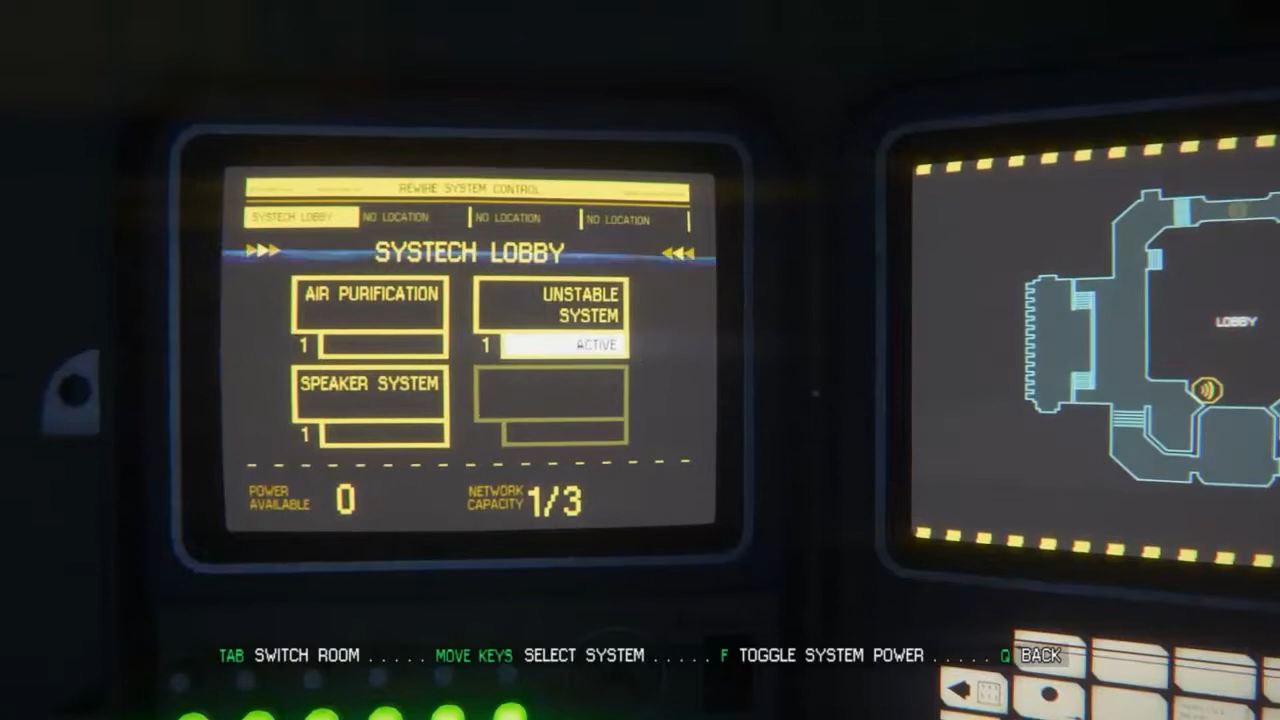 REWIRE SYSTEM CONTROL
SYSTECH LOBBY NO LOCATION NO LOCATION NO LOCATION
SYSTECH LOBBY
AIR PURIFICATION
1
UNSTABLE
SYSTEM
1 ACTIVE
SPEAKER SYSTEM
1
POWER
AVAILABLE 0
NETWORK
CAPACITY 1/3
LOBBY
TAB SWITCH ROOM ..... MOVE KEYS SELECT SYSTEM ..... F TOGGLE SYSTEM POWER ..... Q BACK